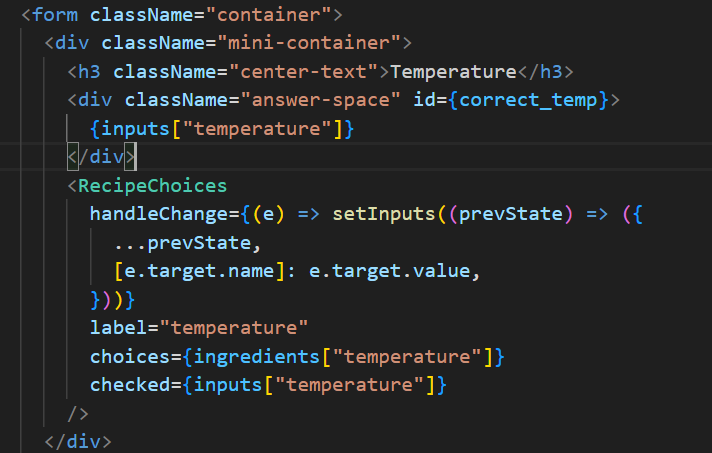 <form className="container">
<div className="mini-container">
<h3 className="center-text">Temperature</h3>
<div className="answer-space" id={correct_temp}>
{inputs["temperature"]}
</div>
<RecipeChoices
handleChange={(e) => setInputs((prevState) => ({
...prevState,
[e.target.name]: e.target.value,
}))}
label="temperature"
choices={ingredients["temperature"]}
checked={inputs["temperature"]}
/>
</div>